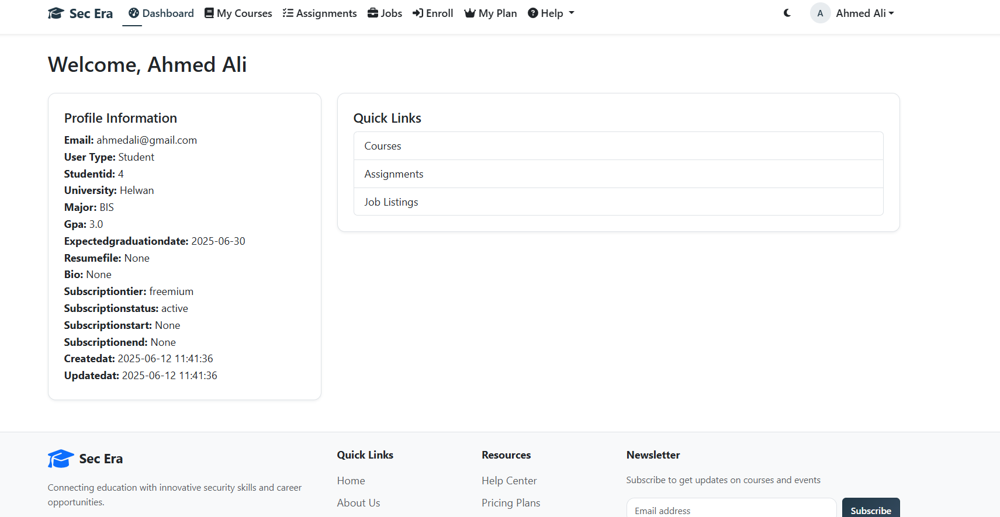 Sec Era Dashboard My Courses Assignments Jobs Enroll My Plan Help A Ahmed Ali
Welcome, Ahmed Ali
Profile Information
Email: ahmedali@gmail.com
User Type: Student
Studentid: 4
University: Helwan
Major: BIS
Gpa: 3.0
Expectedgraduationdate: 2025-06-30
Resumefile: None
Bio: None
Subscriptiontier: freemium
Subscriptionstatus: active
Subscriptionstart: None
Subscriptionend: None
Createdat: 2025-06-12 11:41:36
Updatedat: 2025-06-12 11:41:36
Quick Links
Courses
Assignments
Job Listings
Sec Era
Connecting education with innovative security skills and career
opportunities.
Quick Links
Home
About Us
Resources
Help Center
Pricing Plans
Newsletter
Subscribe to get updates on courses and events
Email address Subscribe